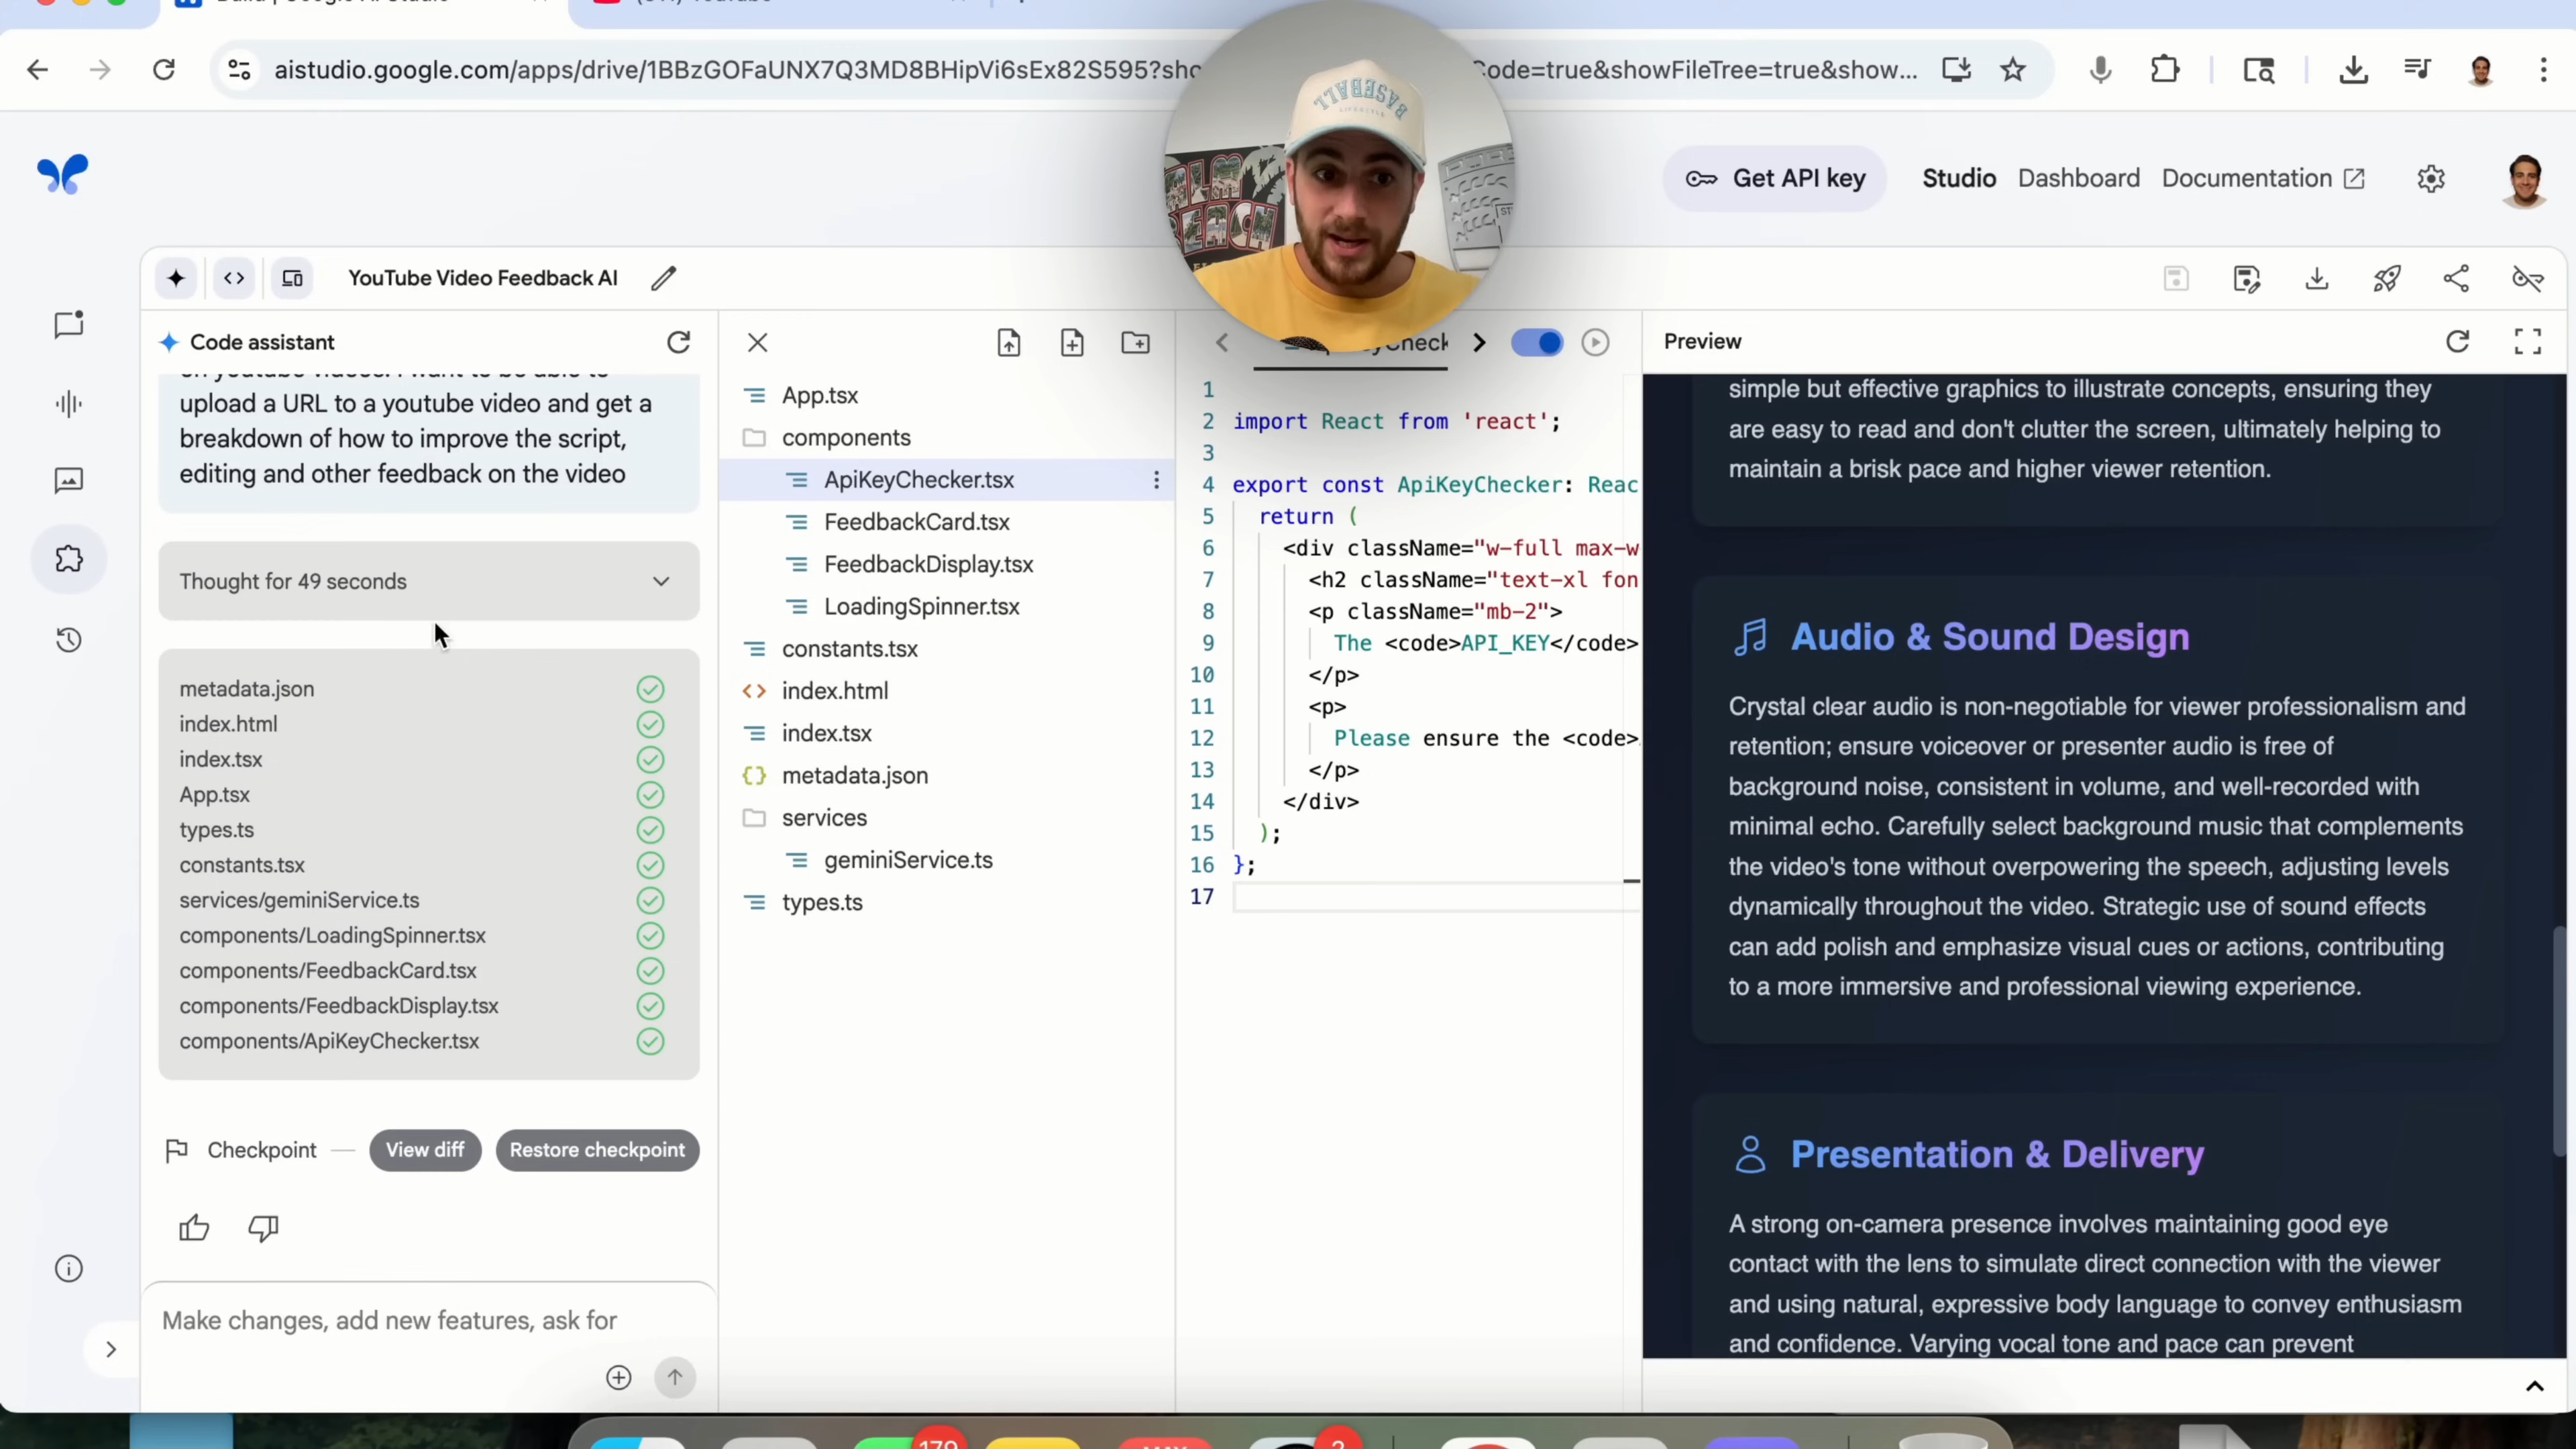 aistudio.google.com/apps/drive/1BBzGOFaUNX7Q3MD8BHipVi6sEx82S595?sho
Code=true&showFileTree=true&show...
BASEBALL
LIFESTYLE
Get API key
Studio
Dashboard
Documentation
YouTube Video Feedback AI
Code assistant
upload a URL to a youtube video and get a
breakdown of how to improve the script,
editing and other feedback on the video
Thought for 49 seconds
metadata.json
index.html
index.tsx
App.tsx
types.ts
constants.tsx
services/geminiService.ts
components/LoadingSpinner.tsx
components/FeedbackCard.tsx
components/FeedbackDisplay.tsx
components/ApiKeyChecker.tsx
Checkpoint
View diff
Restore checkpoint
Make changes, add new features, ask for
App.tsx
components
ApiKeyChecker.tsx
FeedbackCard.tsx
FeedbackDisplay.tsx
LoadingSpinner.tsx
constants.tsx
index.html
index.tsx
metadata.json
services
geminiService.ts
types.ts
1
2 import React from 'react';
3
4 export const ApiKeyChecker: Reac
5 return (
6 <div className="w-full max-w
7 <h2 className="text-xl fon
8 <p className="mb-2">
9 The <code>API_KEY</code>
10 </p>
11 <p>
12 Please ensure the <code>
13 </p>
14 </div>
15 );
16 };
17
Preview
simple but effective graphics to illustrate concepts, ensuring they
are easy to read and don't clutter the screen, ultimately helping to
maintain a brisk pace and higher viewer retention.
Audio & Sound Design
Crystal clear audio is non-negotiable for viewer professionalism and
retention; ensure voiceover or presenter audio is free of
background noise, consistent in volume, and well-recorded with
minimal echo. Carefully select background music that complements
the video's tone without overpowering the speech, adjusting levels
dynamically throughout the video. Strategic use of sound effects
can add polish and emphasize visual cues or actions, contributing
to a more immersive and professional viewing experience.
Presentation & Delivery
A strong on-camera presence involves maintaining good eye
contact with the lens to simulate direct connection with the viewer
and using natural, expressive body language to convey enthusiasm
and confidence. Varying vocal tone and pace can prevent